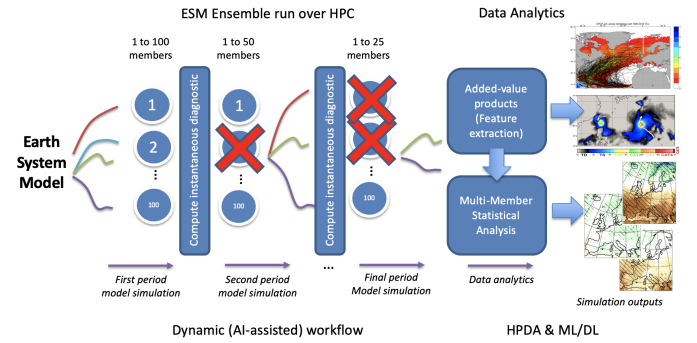 ESM Ensemble run over HPC
Data Analytics
1 to 100
members
1 to 50
members
1 to 25
members
Earth
System
Model
1
2
100
Compute instantaneous diagnostic
1
100
...
Compute instantaneous diagnostic
100
Added-value
products
(Feature
extraction)
Multi-Member
Statistical
Analysis
First period
model simulation
Second period
model simulation
Final period
Model simulation
Data analytics
Simulation outputs
Dynamic (AI-assisted) workflow
HPDA & ML/DL